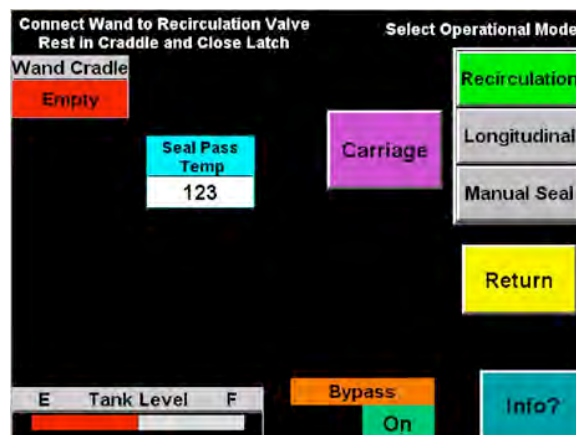 Connect Wand to Recirculation Valve
Rest in Craddle and Close Latch
Select Operational Mode
Wand Cradle
Empty
Recirculation
Seal Pass
Temp
123
Carriage
Longitudinal
Manual Seal
Return
E Tank Level F
Bypass
On
Info?